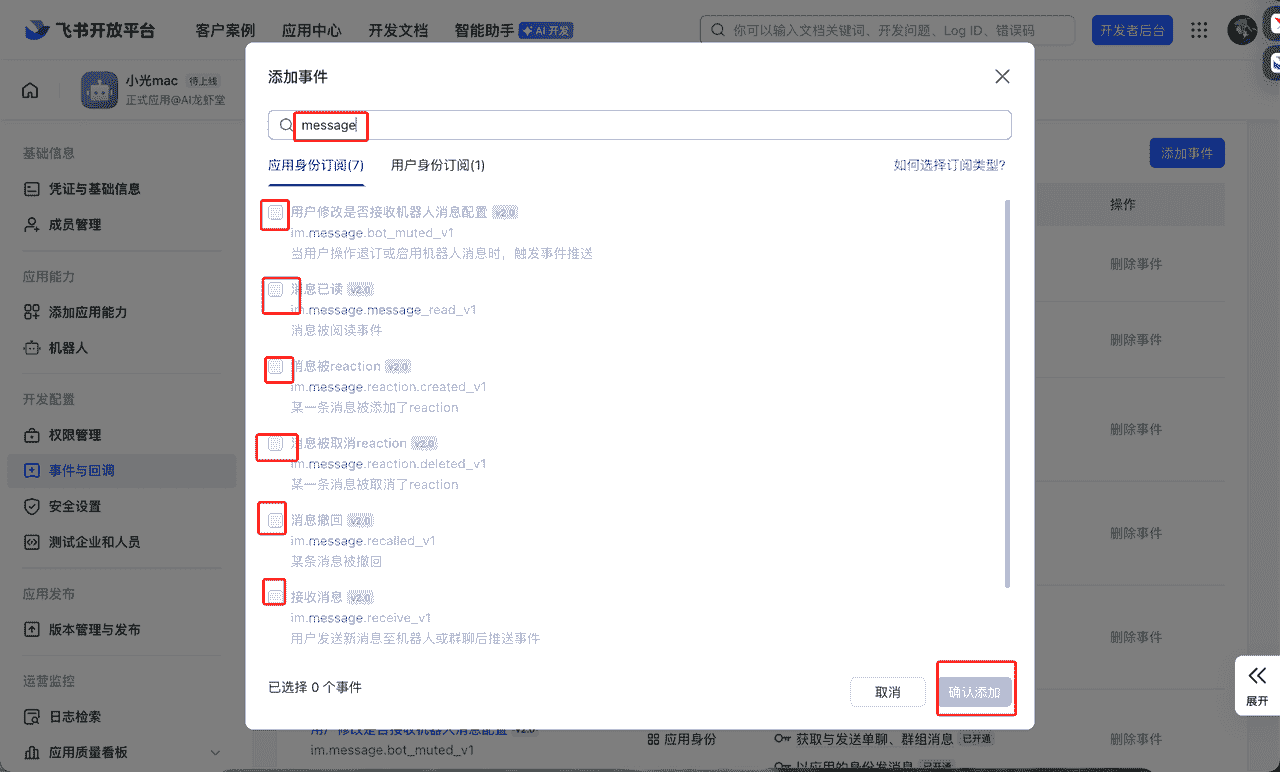 飞书开放平台
客户案例
应用中心
开发文档
智能助手
AI 开发
你可以输入文档关键词、开发问题、Log ID、错误码
开发者后台
小光mac
待上线
正式应用@AI龙虾堂
基础信息
凭证与基础信息
成员管理
应用能力
添加应用能力
机器人
开发配置
权限管理
事件与回调
安全设置
测试企业和人员
应用发布
版本管理与发布
运营监控
日志检索
应用质量看板
添加事件
message
应用身份订阅(7)
用户身份订阅(1)
如何选择订阅类型?
用户修改是否接收机器人消息配置 v2.0
im.message.bot_muted_v1
当用户操作退订或启用机器人消息时，触发事件推送
消息已读 v2.0
im.message.message_read_v1
消息被阅读事件
消息被reaction v2.0
im.message.reaction.created_v1
某一条消息被添加了reaction
消息被取消reaction v2.0
im.message.reaction.deleted_v1
某一条消息被取消了reaction
消息撤回 v2.0
im.message.recalled_v1
某条消息被撤回
接收消息 v2.0
im.message.receive_v1
用户发送新消息至机器人或群聊后推送事件
已选择 0 个事件
取消
确认添加
添加事件
操作
删除事件
删除事件
删除事件
删除事件
删除事件
删除事件
展开
用户修改是否接收机器人消息配置 v2.0
im.message.bot_muted_v1
应用身份
获取与发送单聊、群组消息 已开通
以应用的身份发消息 已开通